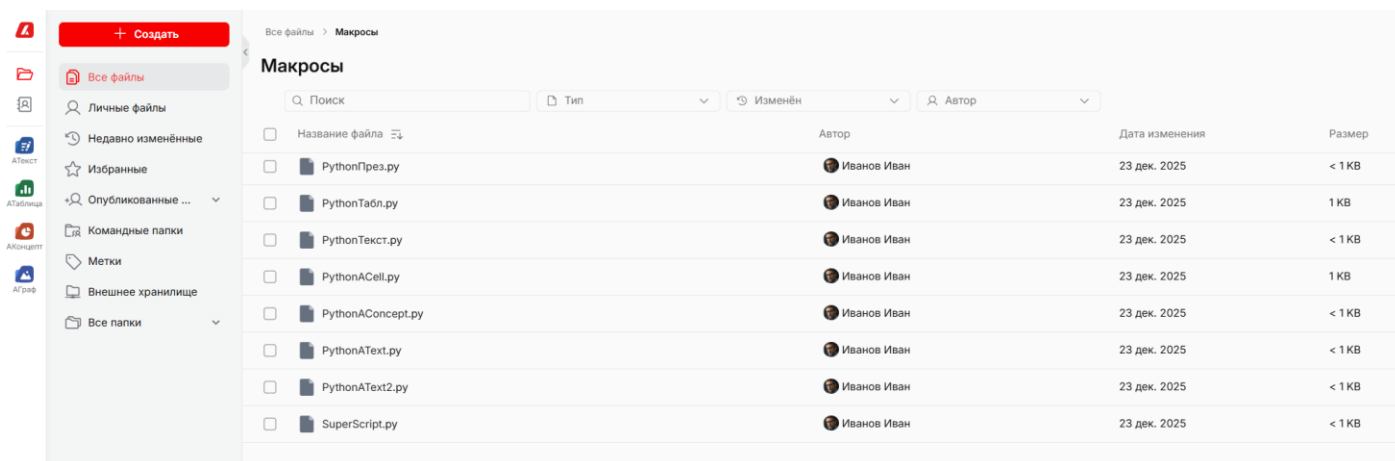 + Создать
Все файлы
Личные файлы
Недавно изменённые
Избранные
Опубликованные ...
Командные папки
Метки
Внешнее хранилище
Все папки
АТекст
АТаблица
АКонцепт
АГраф
Все файлы > Макросы
Макросы
Поиск Тип Изменён Автор
Название файла Автор Дата изменения Размер
PythonПрез.py Иванов Иван 23 дек. 2025 < 1 KB
PythonТабл.py Иванов Иван 23 дек. 2025 1 KB
PythonТекст.py Иванов Иван 23 дек. 2025 < 1 KB
PythonACell.py Иванов Иван 23 дек. 2025 1 KB
PythonAConcept.py Иванов Иван 23 дек. 2025 < 1 KB
PythonAText.py Иванов Иван 23 дек. 2025 < 1 KB
PythonAText2.py Иванов Иван 23 дек. 2025 < 1 KB
SuperScript.py Иванов Иван 23 дек. 2025 < 1 KB